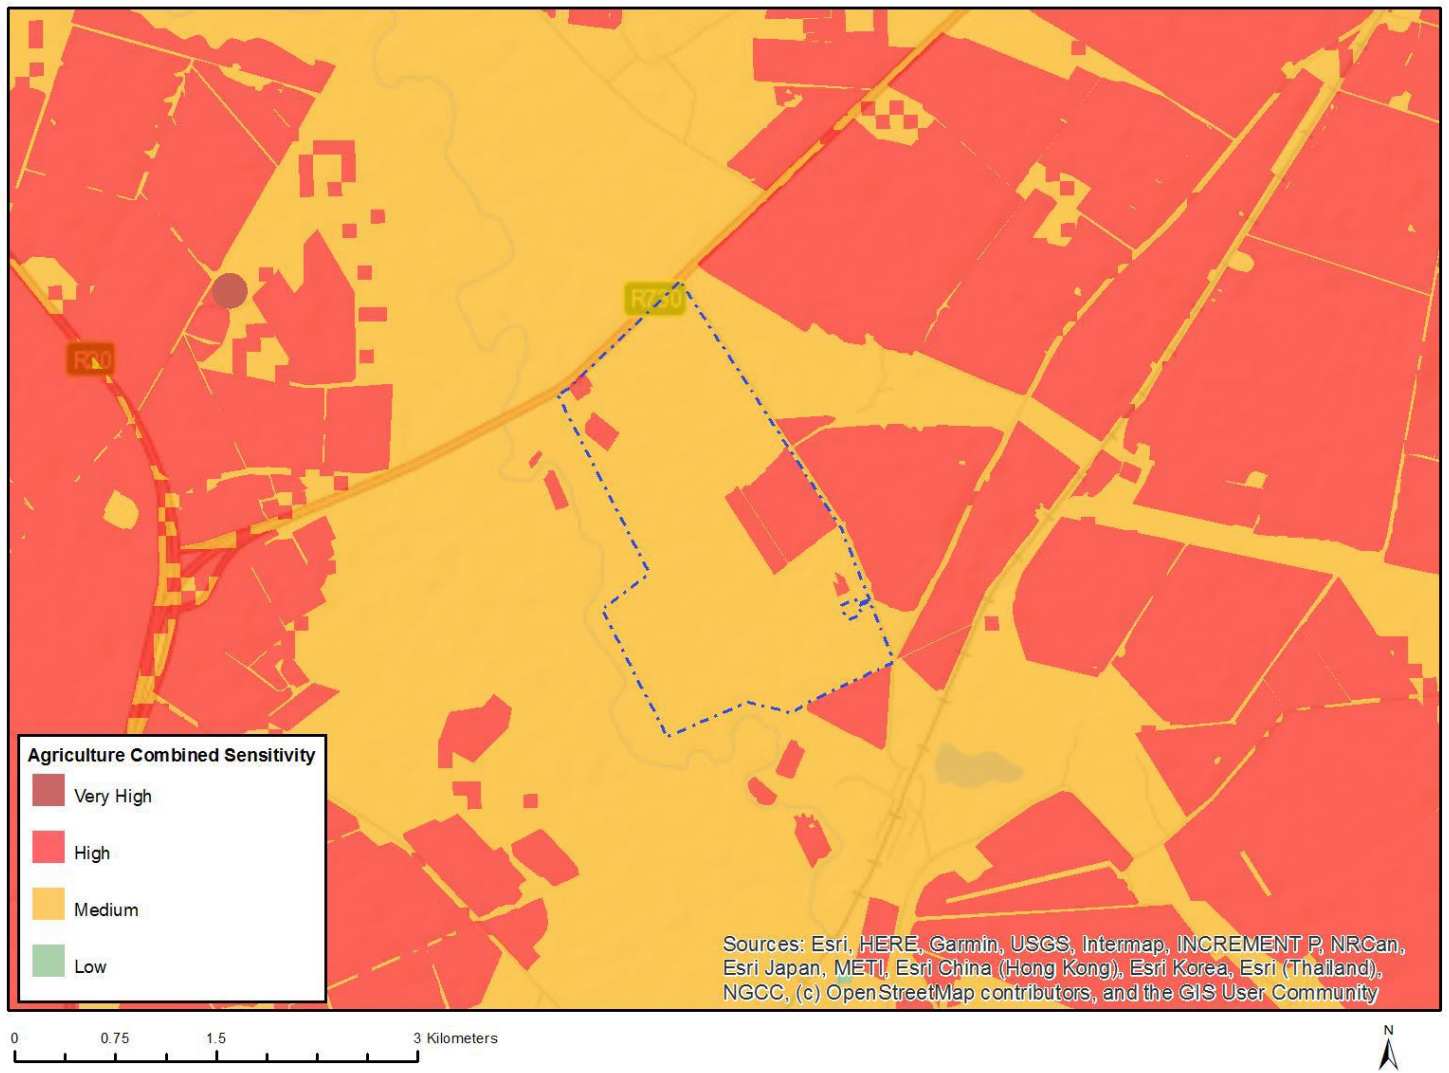 R730
R30
Agriculture Combined Sensitivity
Very High
High
Medium
Low
Sources: Esri, HERE, Garmin, USGS, Intermap, INCREMENT P, NRCan,
Esri Japan, METI, Esri China (Hong Kong), Esri Korea, Esri (Thailand),
NGCC, (c) OpenStreetMap contributors, and the GIS User Community
0 0.75 1.5 3 Kilometers
N